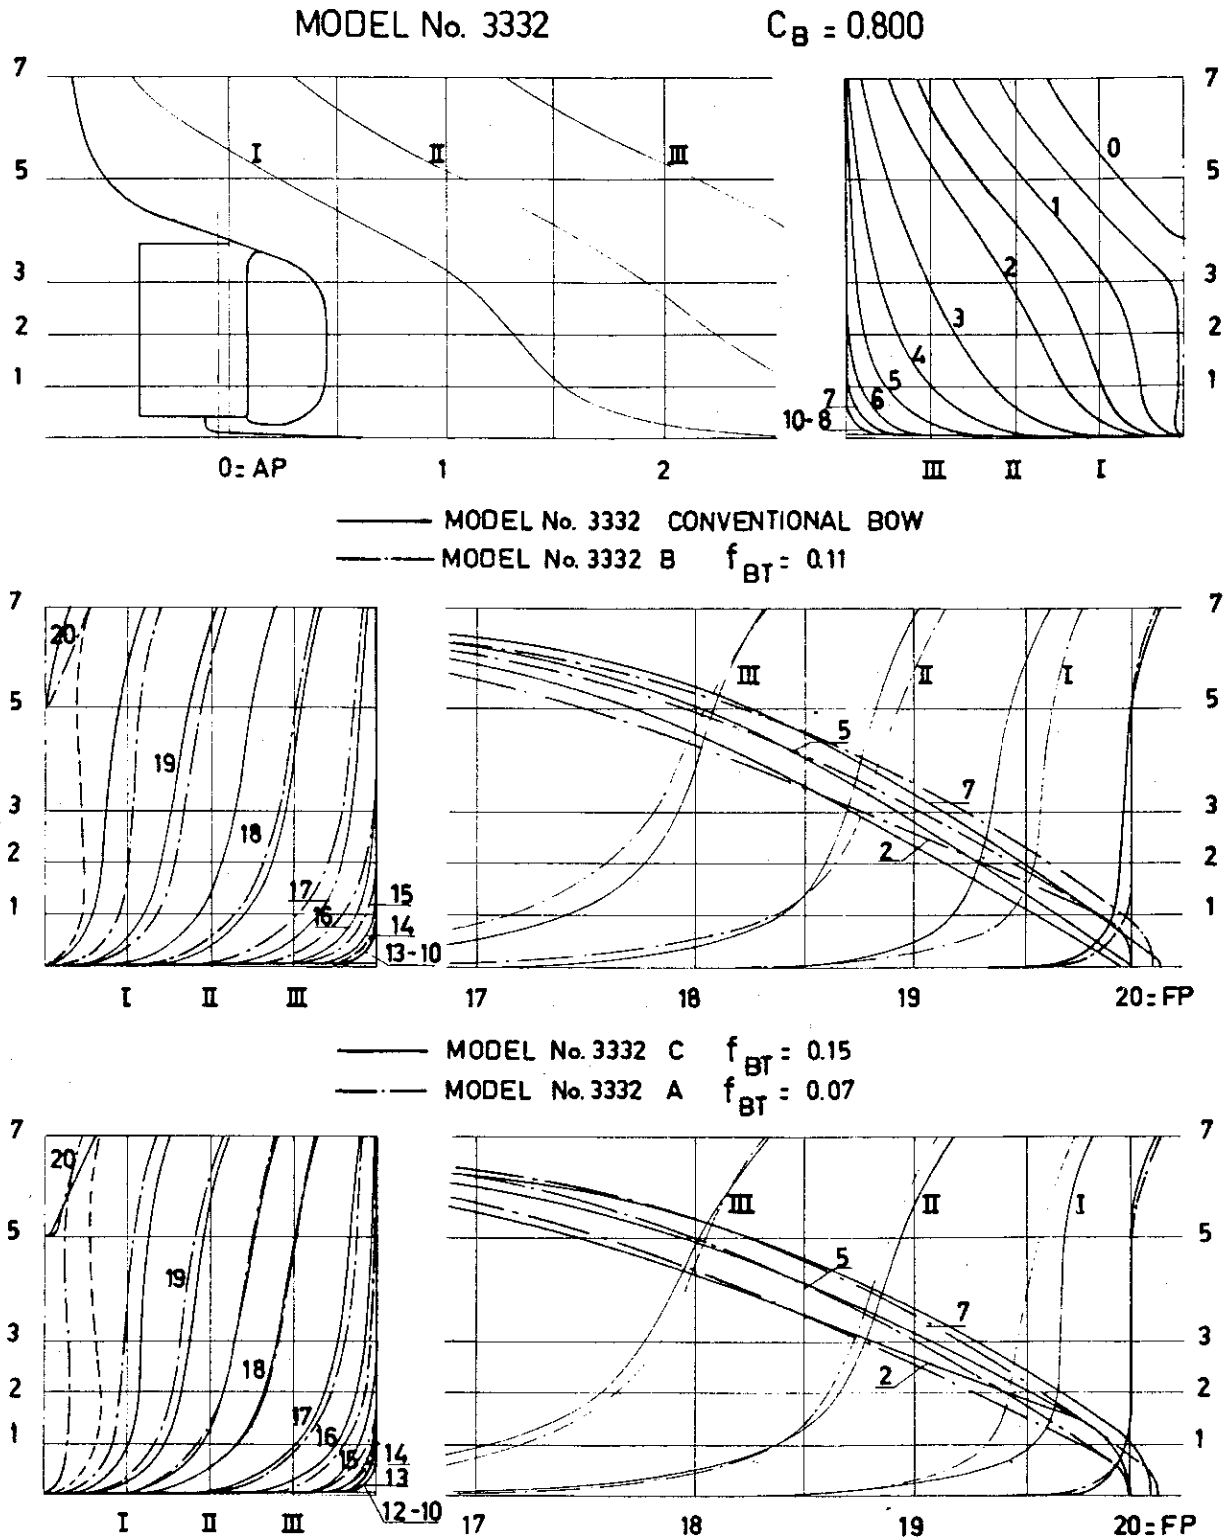 MODEL No. 3332 C_B = 0.800
7 7
I II III 0
5 5
1
3 2 3
2 3 2
4
1 5 1
7 6
10-8
0=AP 1 2 III II I
MODEL No. 3332 CONVENTIONAL BOW
MODEL No. 3332 B f_BT = 0.11
7 7
20
III II I
5 5
5
19
7
3 3
18
2 2 2
17 15
1 16 14 1
13-10
I II III 17 18 19 20=FP
MODEL No. 3332 C f_BT = 0.15
MODEL No. 3332 A f_BT = 0.07
7 7
20
III II I
5 5
5
19
7
3 3
18
2 2 2
17
16
1 15 14 1
13
12-10
I II III 17 18 19 20=FP